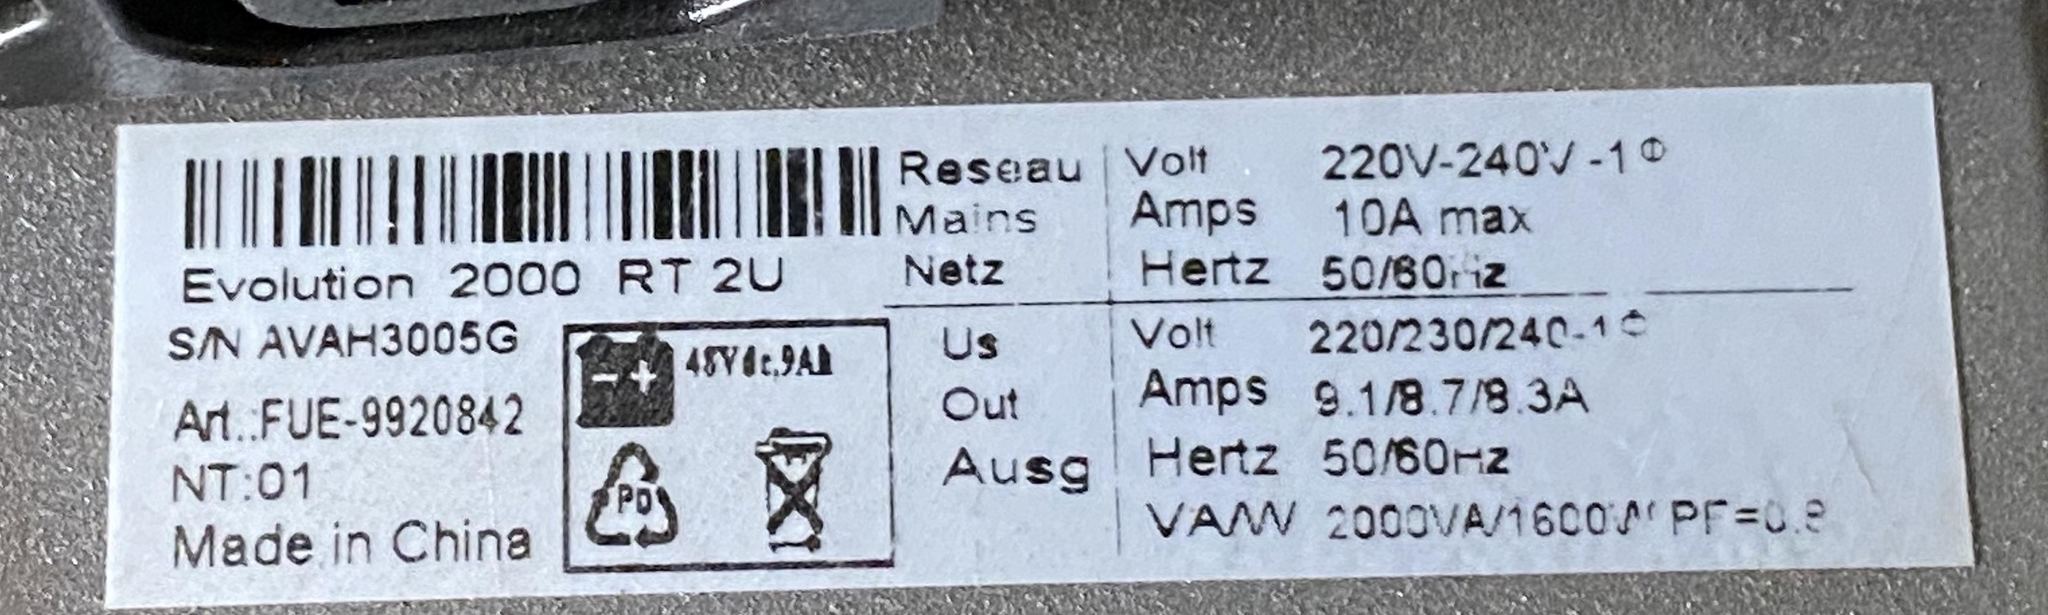 Evolution 2000 RT 2U
S/N AVAH3005G
Art.:FUE-9920842
NT:01
Made in China
48Vdc,9Ah
PD
Reseau Volt 220V-240V -1Φ
Mains Amps 10A max
Netz Hertz 50/60Hz
Us Volt 220/230/240-1Φ
Out Amps 9.1/8.7/8.3A
Ausg Hertz 50/60Hz
VA/W 2000VA/1600W PF=0.8